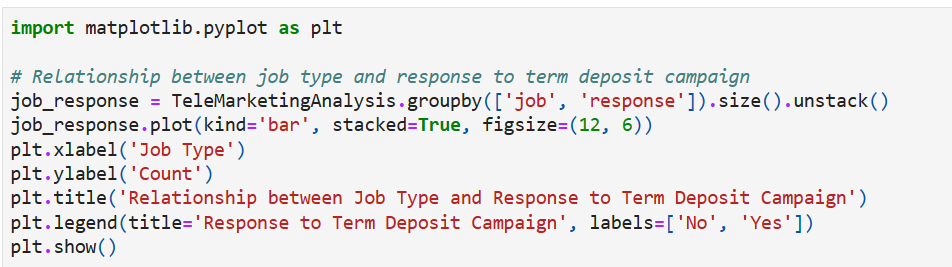 import matplotlib.pyplot as plt
# Relationship between job type and response to term deposit campaign
job_response = TeleMarketingAnalysis.groupby(['job', 'response']).size().unstack()
job_response.plot(kind='bar', stacked=True, figsize=(12, 6))
plt.xlabel('Job Type')
plt.ylabel('Count')
plt.title('Relationship between Job Type and Response to Term Deposit Campaign')
plt.legend(title='Response to Term Deposit Campaign', labels=['No', 'Yes'])
plt.show()